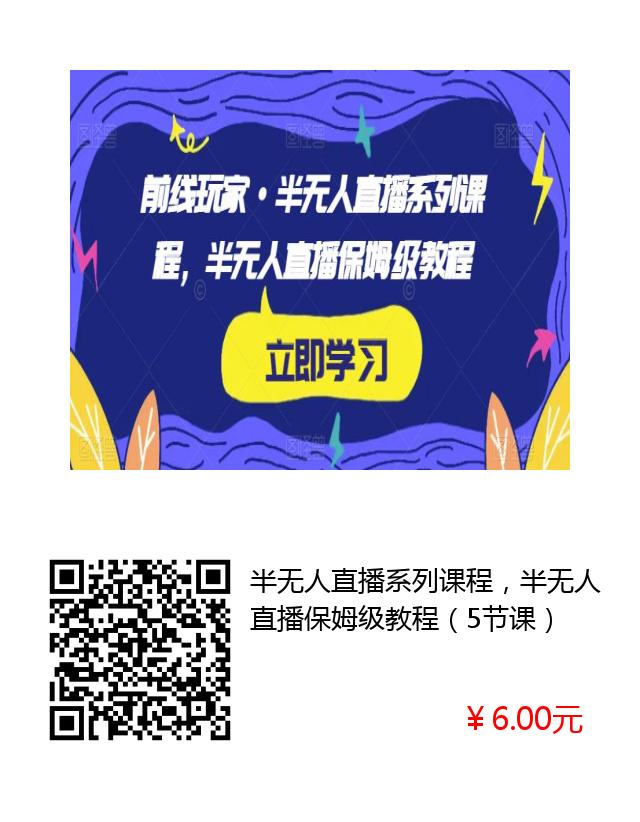 前线玩家·半无人直播系列课
程，半无人直播保姆级教程
立即学习
半无人直播系列课程，半无人
直播保姆级教程（5节课）
￥6.00元